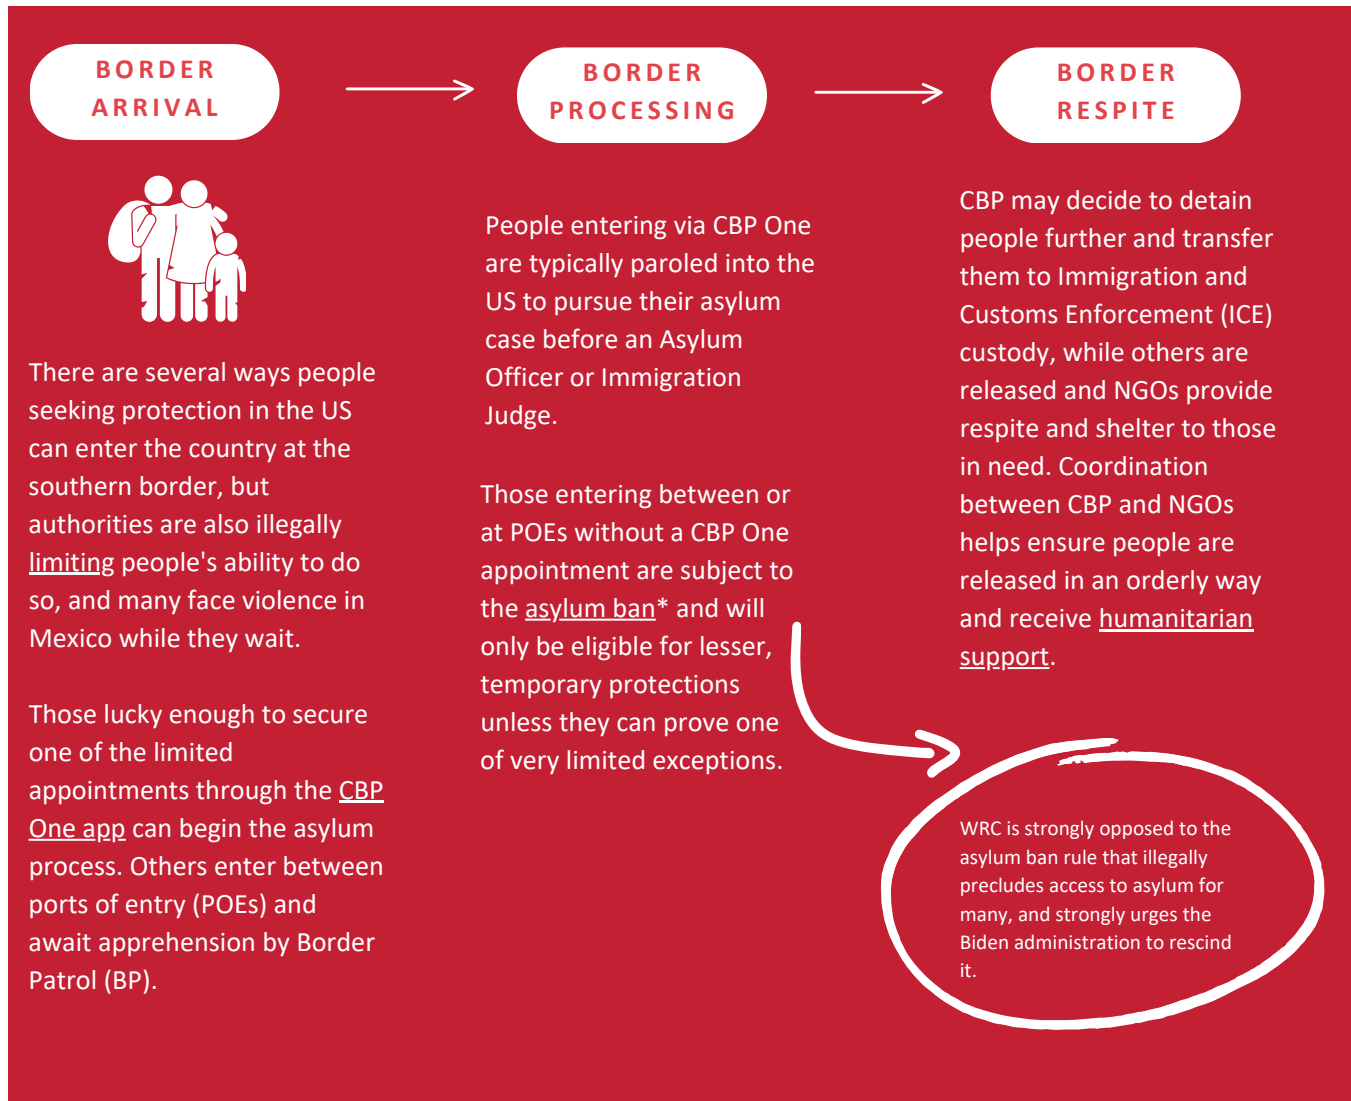 BORDER
ARRIVAL
BORDER
PROCESSING
BORDER
RESPITE
There are several ways people
seeking protection in the US
can enter the country at the
southern border, but
authorities are also illegally
limiting people's ability to do
so, and many face violence in
Mexico while they wait.
Those lucky enough to secure
one of the limited
appointments through the CBP
One app can begin the asylum
process. Others enter between
ports of entry (POEs) and
await apprehension by Border
Patrol (BP).
People entering via CBP One
are typically paroled into the
US to pursue their asylum
case before an Asylum
Officer or Immigration
Judge.
Those entering between or
at POEs without a CBP One
appointment are subject to
the asylum ban* and will
only be eligible for lesser,
temporary protections
unless they can prove one
of very limited exceptions.
CBP may decide to detain
people further and transfer
them to Immigration and
Customs Enforcement (ICE)
custody, while others are
released and NGOs provide
respite and shelter to those
in need. Coordination
between CBP and NGOs
helps ensure people are
released in an orderly way
and receive humanitarian
support.
WRC is strongly opposed to the
asylum ban rule that illegally
precludes access to asylum for
many, and strongly urges the
Biden administration to rescind
it.